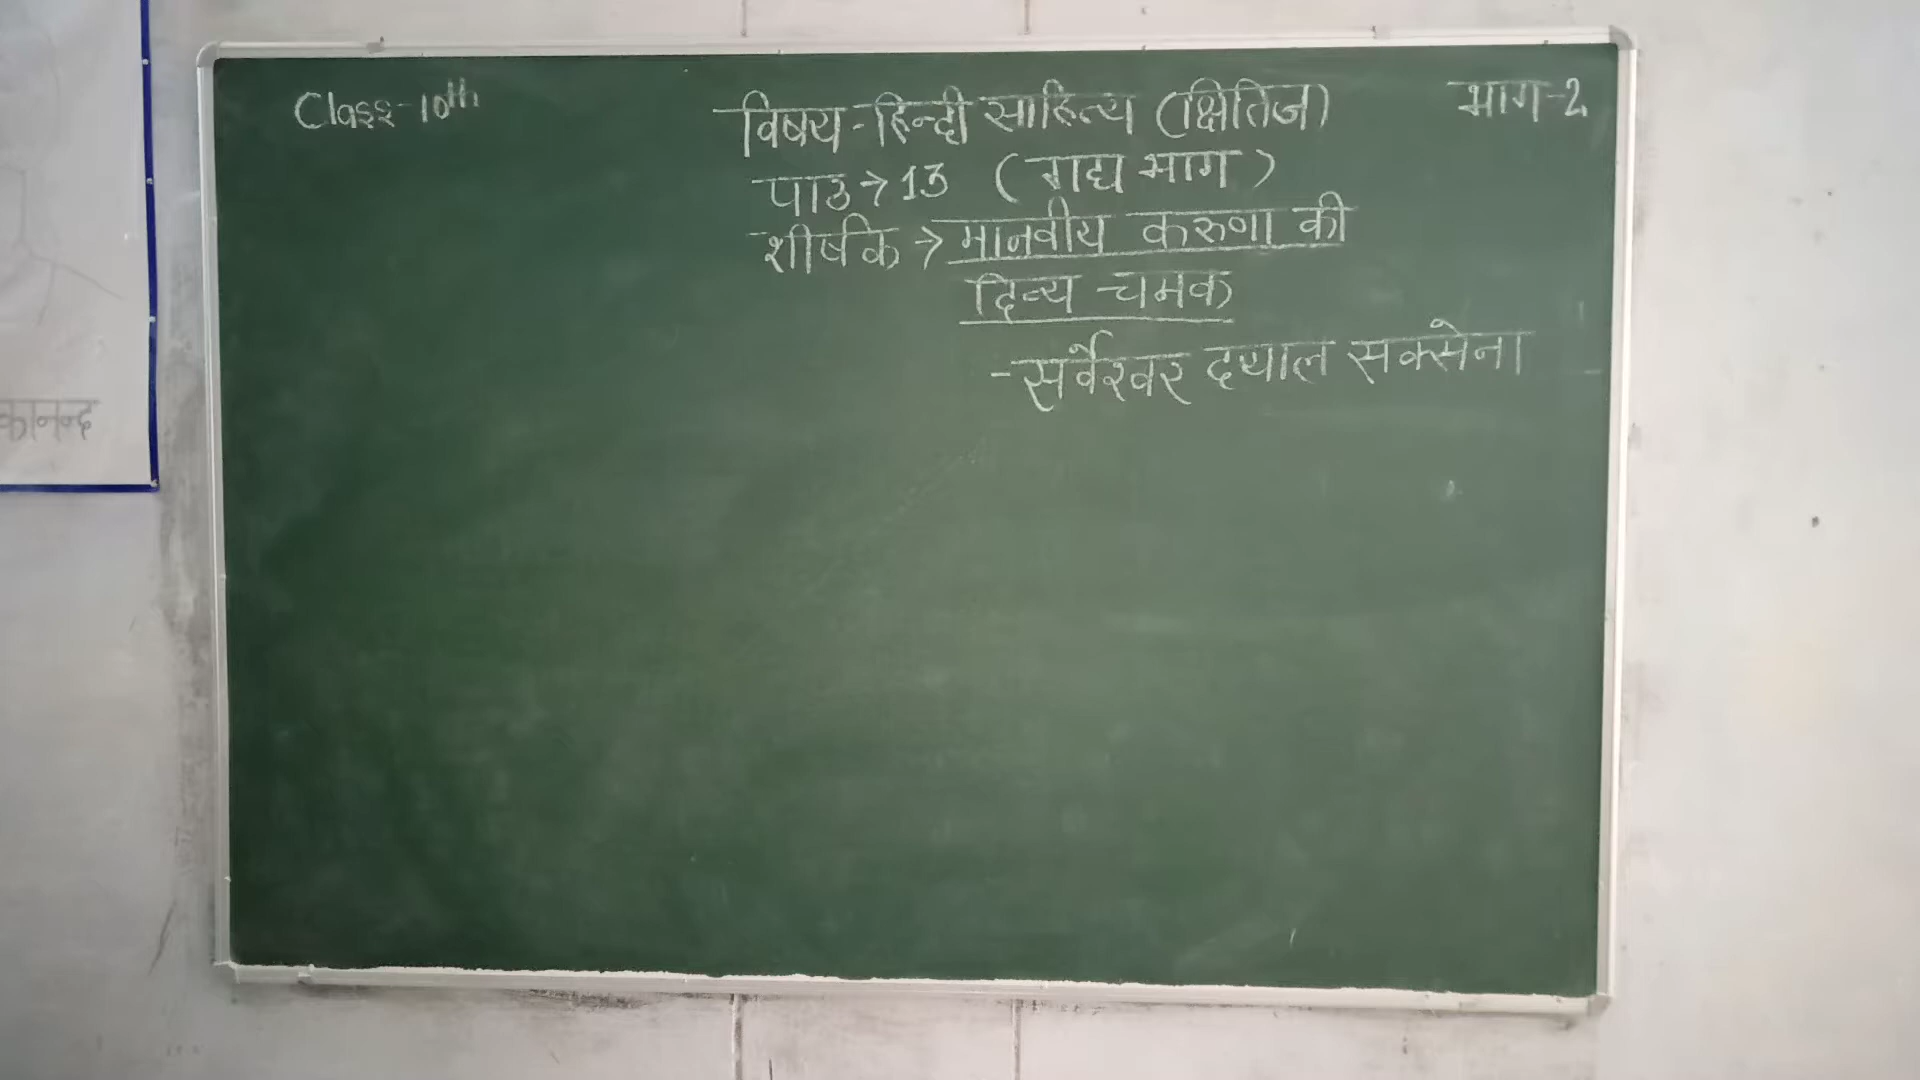 Class-10th
विषय-हिन्दी साहित्य (क्षितिज)
भाग-2
पाठ→13 (गद्य भाग)
शीर्षक→मानवीय करुणा की
दिव्य चमक
-सर्वेश्वर दयाल सक्सेना
कानन्द